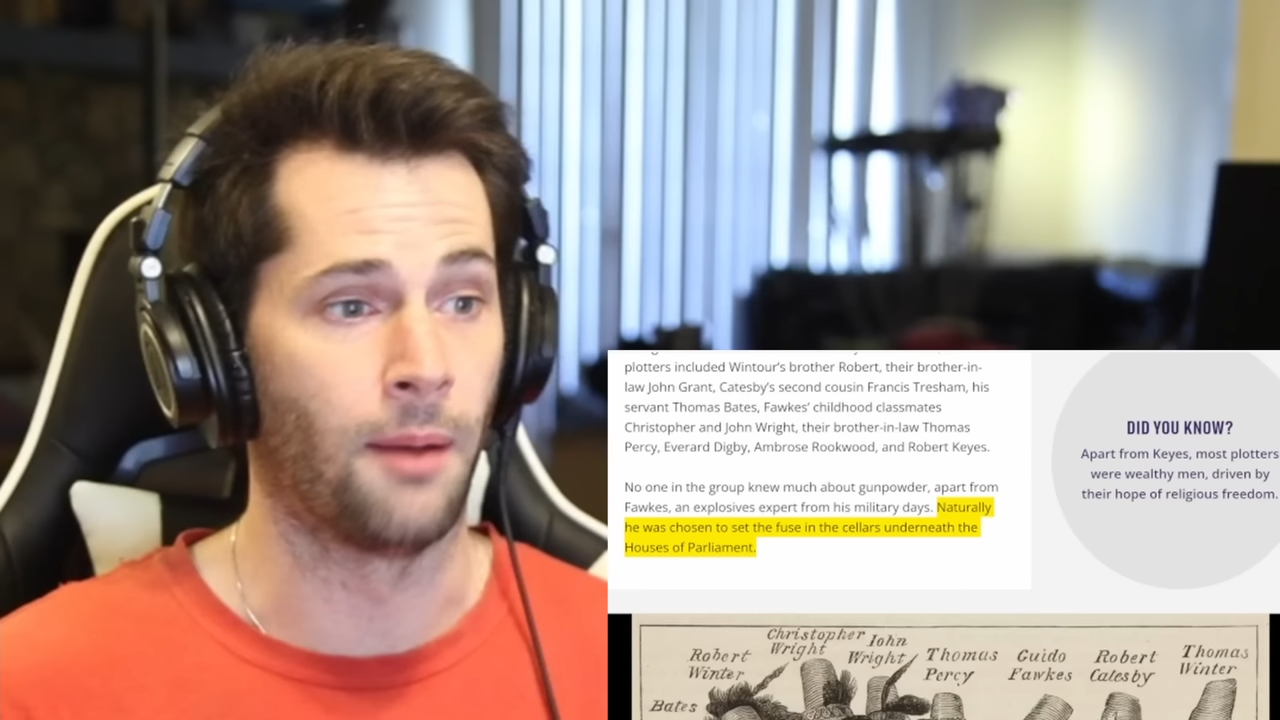 plotters included Wintour's brother Robert, their brother-in-
law John Grant, Catesby's second cousin Francis Tresham, his
servant Thomas Bates, Fawkes' childhood classmates
Christopher and John Wright, their brother-in-law Thomas
Percy, Everard Digby, Ambrose Rookwood, and Robert Keyes.
No one in the group knew much about gunpowder, apart from
Fawkes, an explosives expert from his military days. Naturally
he was chosen to set the fuse in the cellars underneath the
Houses of Parliament.
DID YOU KNOW?
Apart from Keyes, most plotters
were wealthy men, driven by
their hope of religious freedom.
Robert
Winter
Christopher
Wright
John
Wright
Thomas
Percy
Guido
Fawkes
Robert
Catesby
Thomas
Winter
Bates